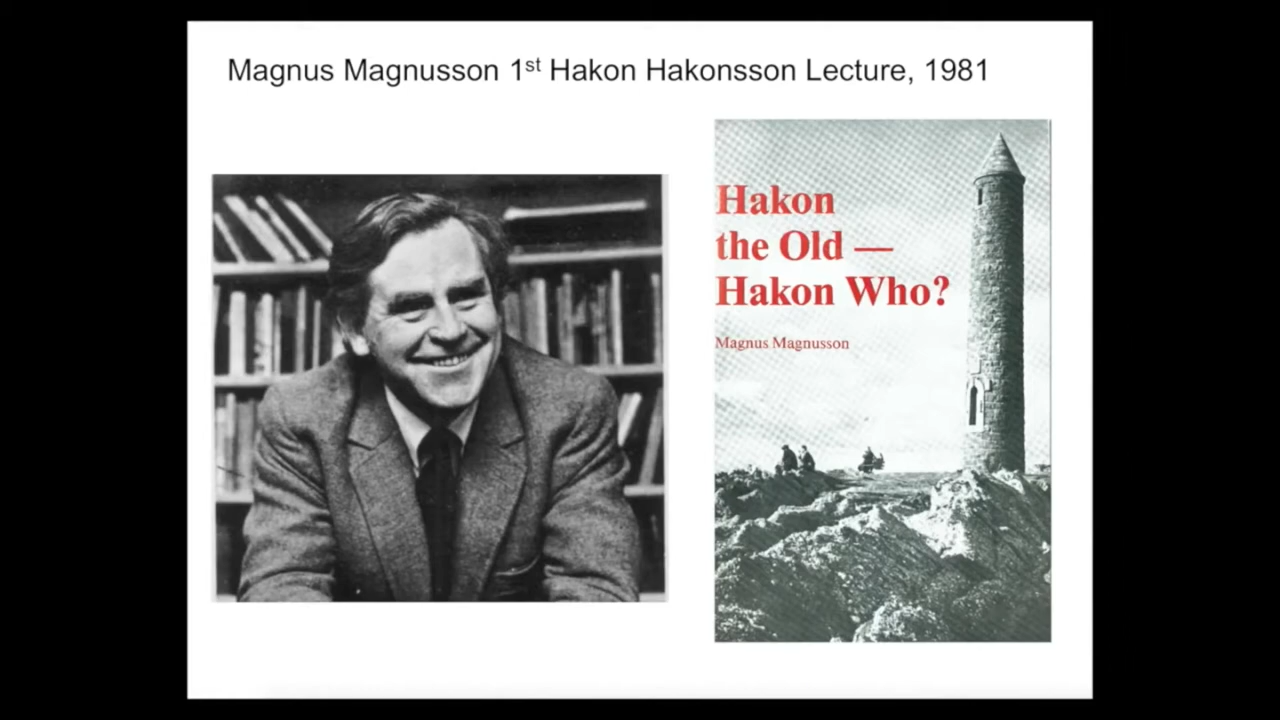 Magnus Magnusson 1st Hakon Hakonsson Lecture, 1981
Hakon
the Old —
Hakon Who?
Magnus Magnusson